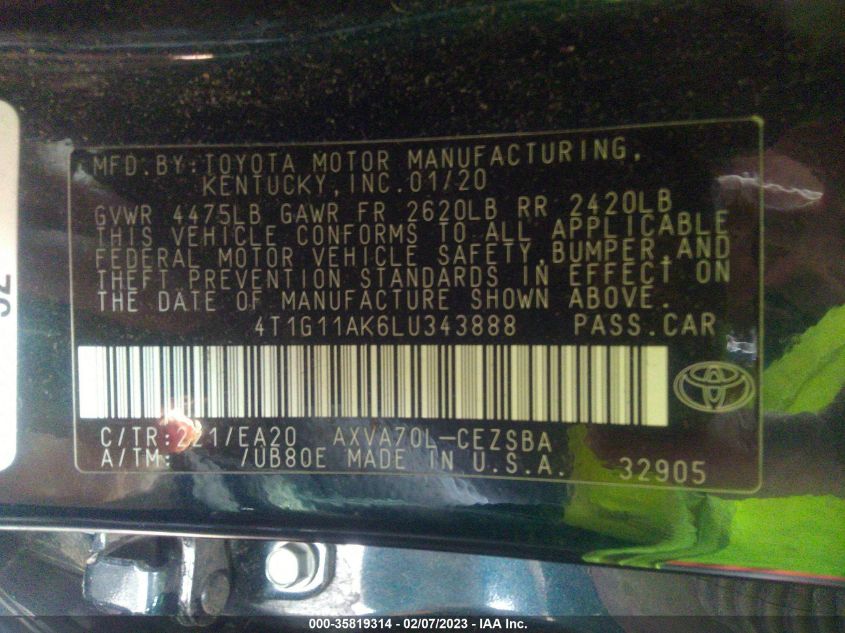 MFD.BY:TOYOTA MOTOR MANUFACTURING,
KENTUCKY,INC.01/20
GVWR 4475LB GAWR FR 2620LB RR 2420LB
THIS VEHICLE CONFORMS TO ALL APPLICABLE
FEDERAL MOTOR VEHICLE SAFETY,BUMPER,AND
THEFT PREVENTION STANDARDS IN EFFECT ON
THE DATE OF MANUFACTURE SHOWN ABOVE.
4T1G11AK6LU343888 PASS.CAR
C/TR:221/EA20 AXVA70L-CEZSBA
A/TM: /UB80E MADE IN U.S.A. 32905
000-35819314 - 02/07/2023 - IAA Inc.